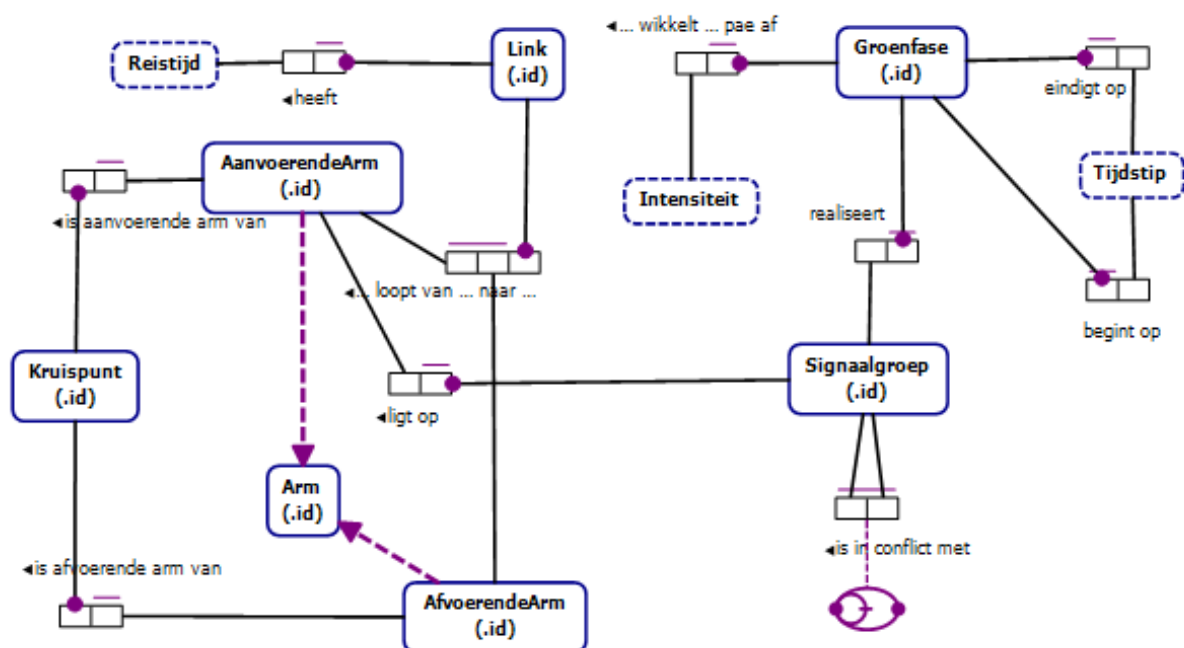 ◄... wikkelt ... pae af
Reistijd
Link
(.id)
Groenfase
(.id)
◄heeft
eindigt op
AanvoerendeArm
(.id)
Intensiteit
Tijdstip
◄is aanvoerende arm van
realiseert
◄... loopt van ... naar ...
begint op
Kruispunt
(.id)
Signaalgroep
(.id)
◄ligt op
Arm
(.id)
◄is in conflict met
◄is afvoerende arm van
AfvoerendeArm
(.id)